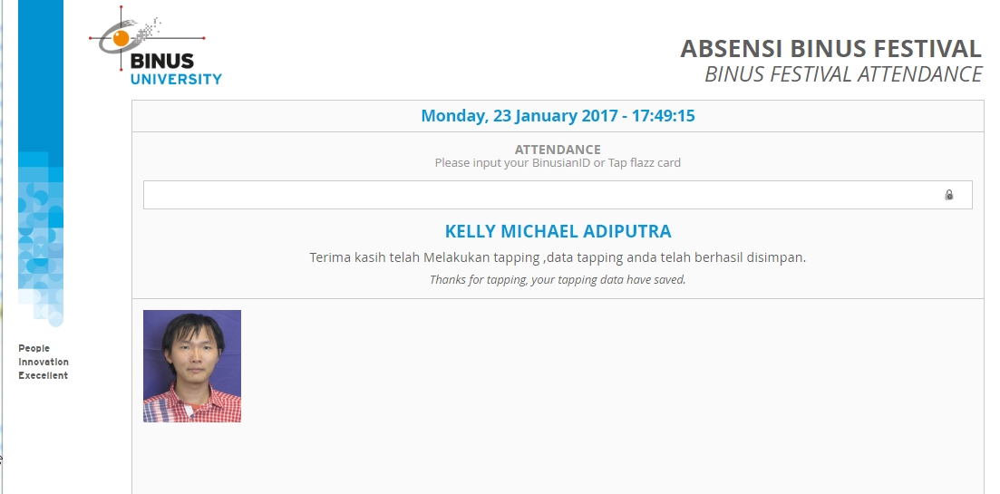 BINUS
UNIVERSITY
ABSENSI BINUS FESTIVAL
BINUS FESTIVAL ATTENDANCE
Monday, 23 January 2017 - 17:49:15
ATTENDANCE
Please input your BinusianID or Tap flazz card
KELLY MICHAEL ADIPUTRA
Terima kasih telah Melakukan tapping ,data tapping anda telah berhasil disimpan.
Thanks for tapping, your tapping data have saved.
People
Innovation
Execellent